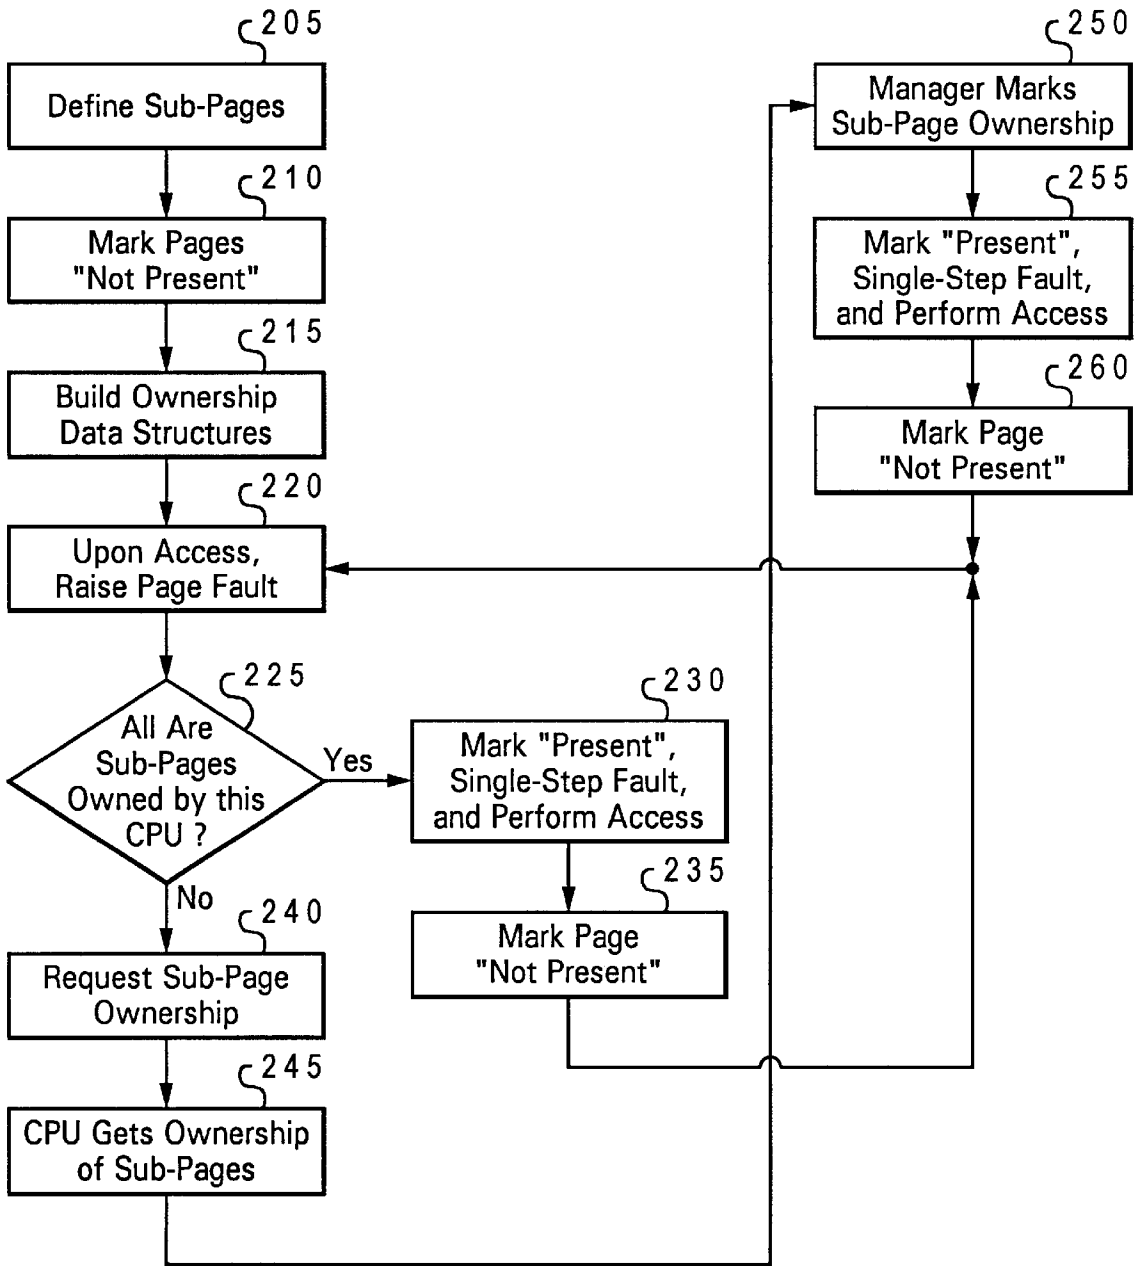 205
Define Sub-Pages
210
Mark Pages
"Not Present"
215
Build Ownership
Data Structures
220
Upon Access,
Raise Page Fault
225
All Are
Sub-Pages
Owned by this
CPU ?
Yes
No
230
Mark "Present",
Single-Step Fault,
and Perform Access
235
Mark Page
"Not Present"
240
Request Sub-Page
Ownership
245
CPU Gets Ownership
of Sub-Pages
250
Manager Marks
Sub-Page Ownership
255
Mark "Present",
Single-Step Fault,
and Perform Access
260
Mark Page
"Not Present"